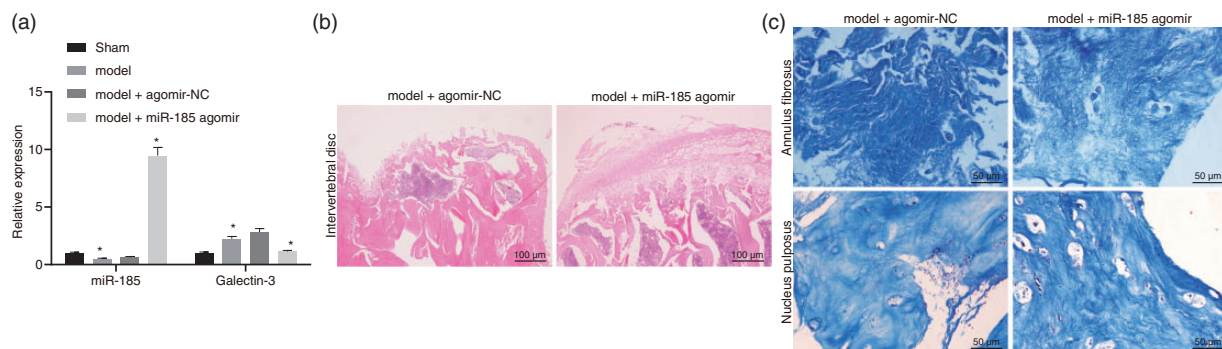 (a)
Sham
model
model + agomir-NC
model + miR-185 agomir
Relative expression
15
10
5
0
*
*
*
*
miR-185
Galectin-3
(b)
model + agomir-NC
model + miR-185 agomir
Intervertebral disc
100 μm
100 μm
(c)
model + agomir-NC
model + miR-185 agomir
Annulus fibrosus
50 μm
50 μm
Nucleus pulposus
50 μm
50 μm